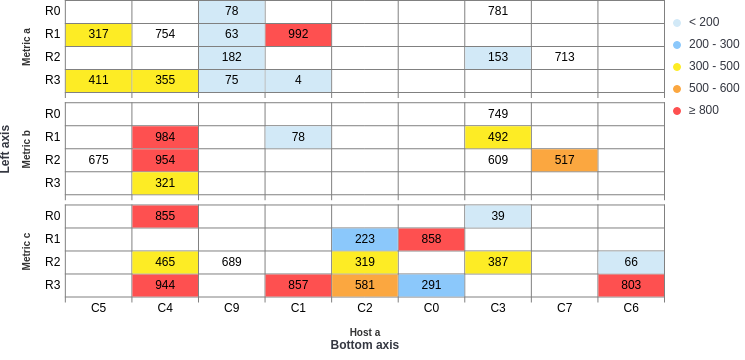 Left axis
Metric a
R0 78 781
R1 317 754 63 992
R2 182 153 713
R3 411 355 75 4
Metric b
R0 749
R1 984 78 492
R2 675 954 609 517
R3 321
Metric c
R0 855 39
R1 223 858
R2 465 689 319 387 66
R3 944 857 581 291 803
C5 C4 C9 C1 C2 C0 C3 C7 C6
Host a
Bottom axis
< 200
200 - 300
300 - 500
500 - 600
≥ 800